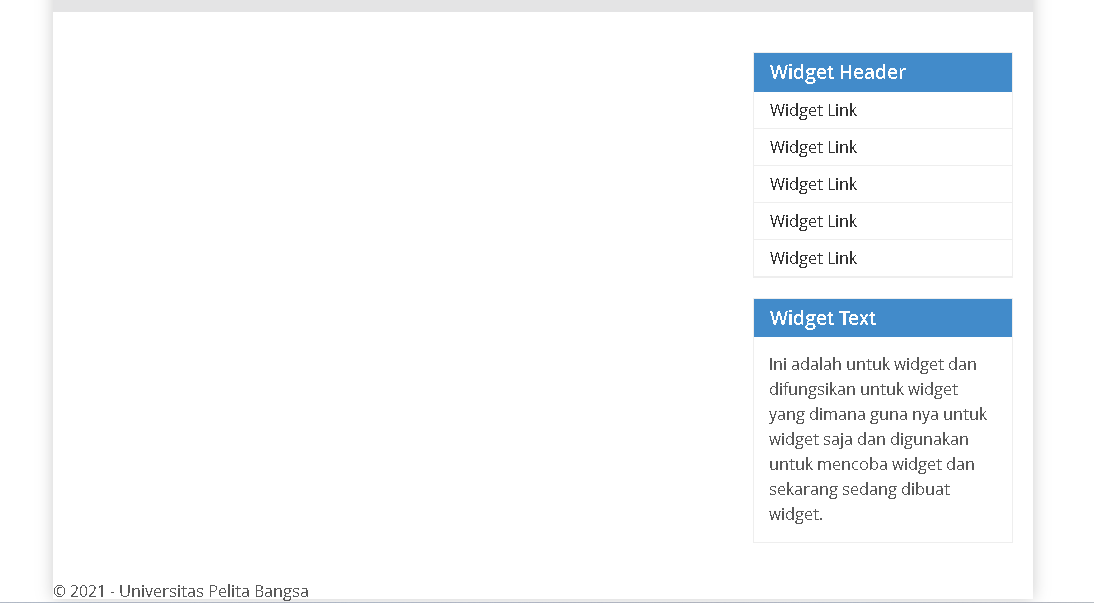 Widget Header
Widget Link
Widget Link
Widget Link
Widget Link
Widget Link
Widget Text
Ini adalah untuk widget dan
difungsikan untuk widget
yang dimana guna nya untuk
widget saja dan digunakan
untuk mencoba widget dan
sekarang sedang dibuat
widget.
© 2021 - Universitas Pelita Bangsa